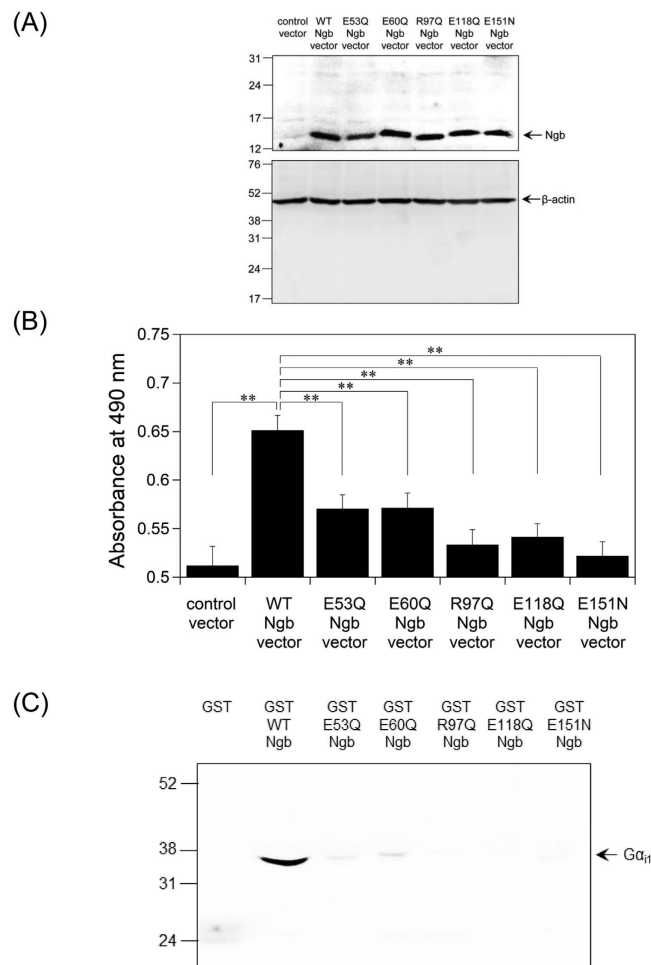 (A)
control WT E53Q E60Q R97Q E118Q E151N
vector Ngb Ngb Ngb Ngb Ngb Ngb
vector vector vector vector vector vector
31
24
17
12
Ngb
76
52
38
31
24
17
β-actin
(B)
Absorbance at 490 nm
0.75
0.7
0.65
0.6
0.55
0.5
**
**
**
**
**
**
control WT E53Q E60Q R97Q E118Q E151N
vector Ngb Ngb Ngb Ngb Ngb Ngb
vector vector vector vector vector vector
(C)
GST GST GST GST GST GST GST
WT E53Q E60Q R97Q E118Q E151N
Ngb Ngb Ngb Ngb Ngb Ngb
52
38
31
24
Gαi1